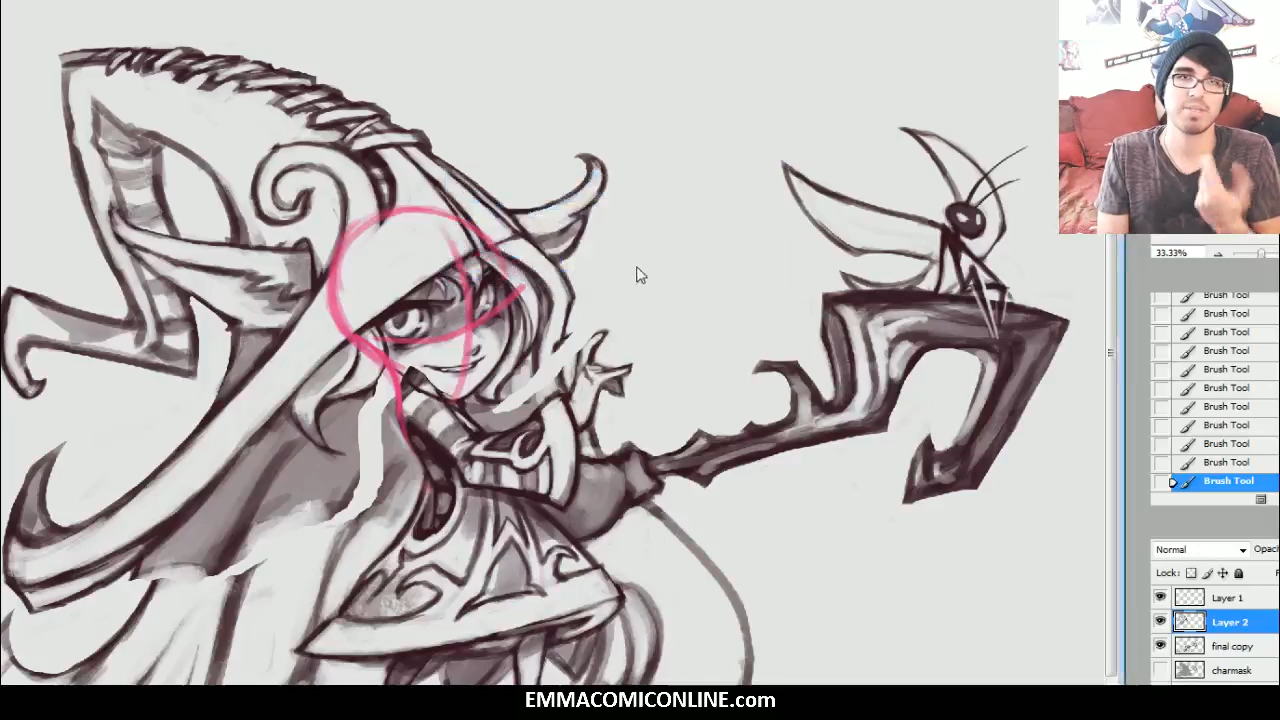 33.33%
Brush Tool
Brush Tool
Brush Tool
Brush Tool
Brush Tool
Brush Tool
Brush Tool
Brush Tool
Brush Tool
Brush Tool
Brush Tool
Normal
Opac
Lock:
F
Layer 1
Layer 2
final copy
charmask
EMMACOMICONLINE.com